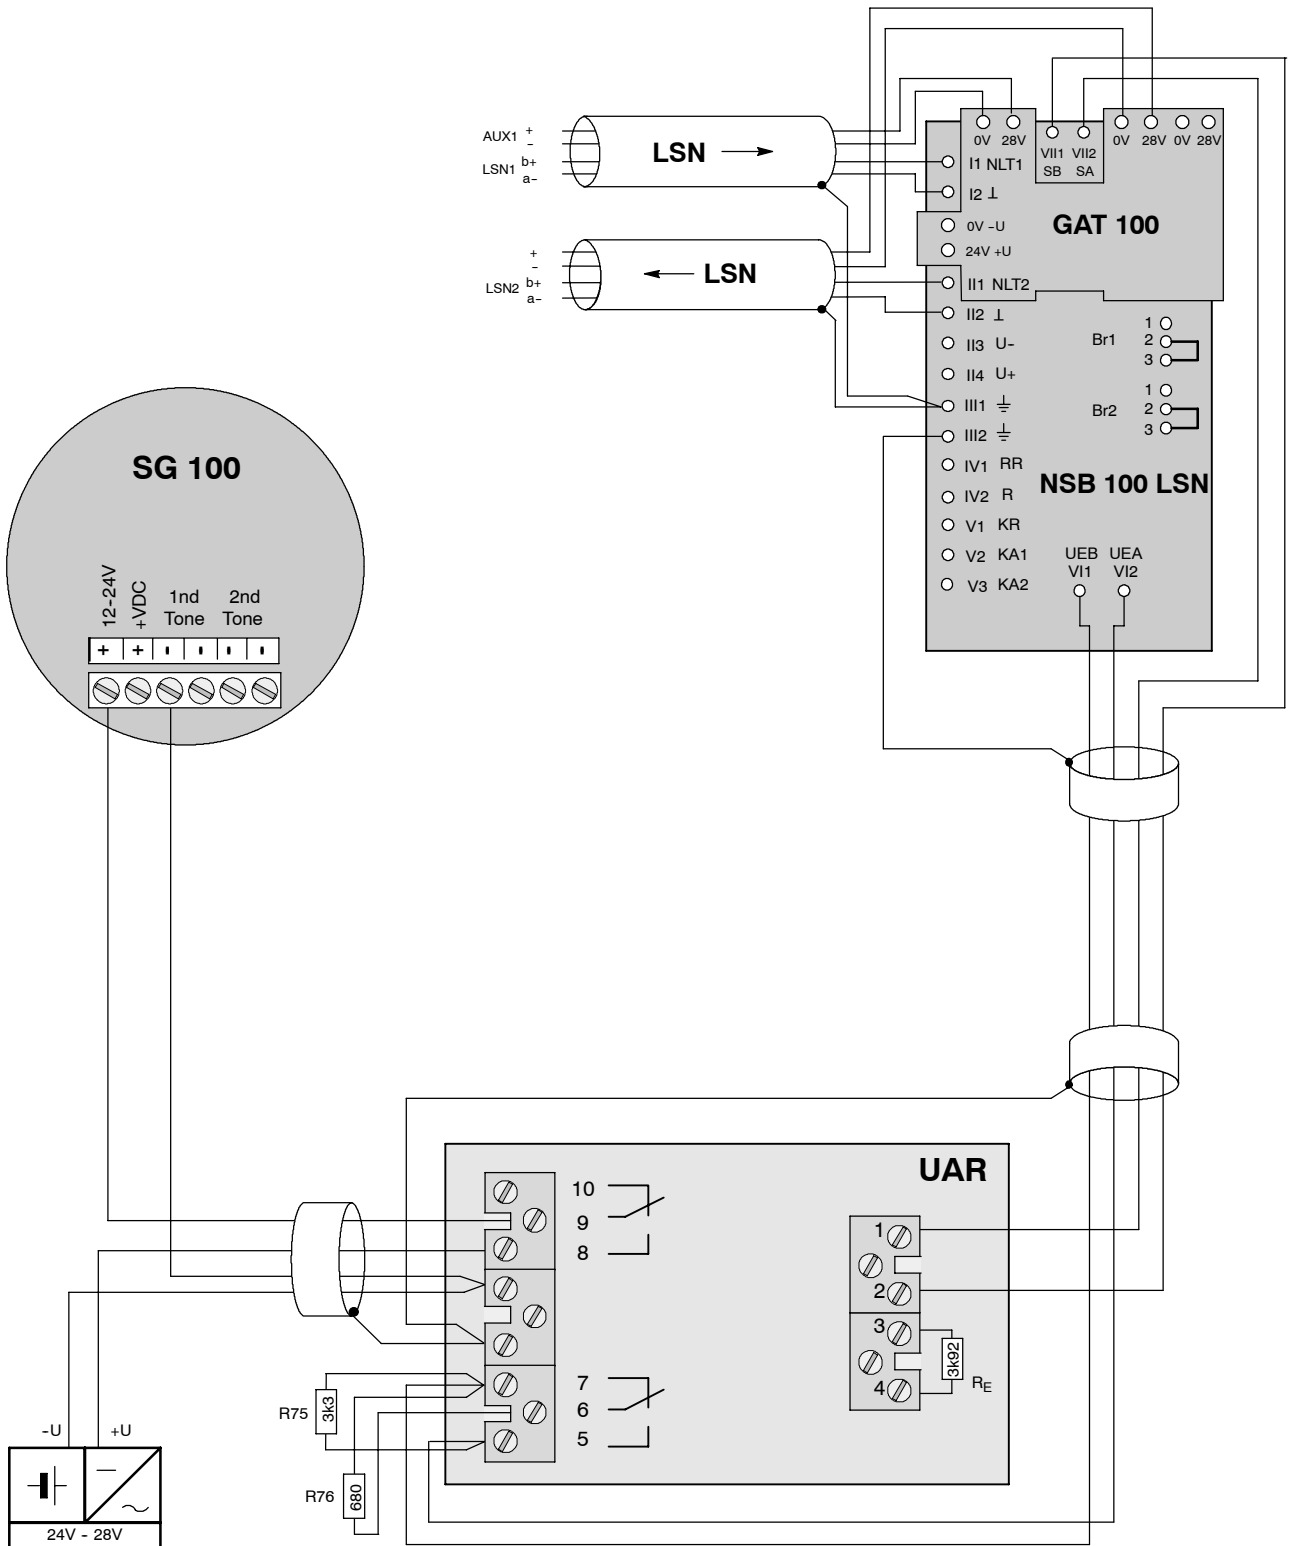 AUX1 +
-
LSN1 b+
a-
LSN
+
-
LSN2 b+
a-
LSN
0V 28V
VII1 VII2
SB SA
0V 28V 0V 28V
I1 NLT1
I2 ⊥
GAT 100
0V -U
24V +U
II1 NLT2
II2 ⊥
II3 U-
II4 U+
III1
III2
IV1 RR
IV2 R
V1 KR
V2 KA1
V3 KA2
Br1
1
2
3
Br2
1
2
3
NSB 100 LSN
UEB UEA
VI1 VI2
SG 100
12-24V
+VDC
1nd
Tone
2nd
Tone
+ + - - - -
UAR
10
9
8
7
6
5
1
2
3
4
3k92
RE
R75
3k3
R76
680
-U +U
24V - 28V